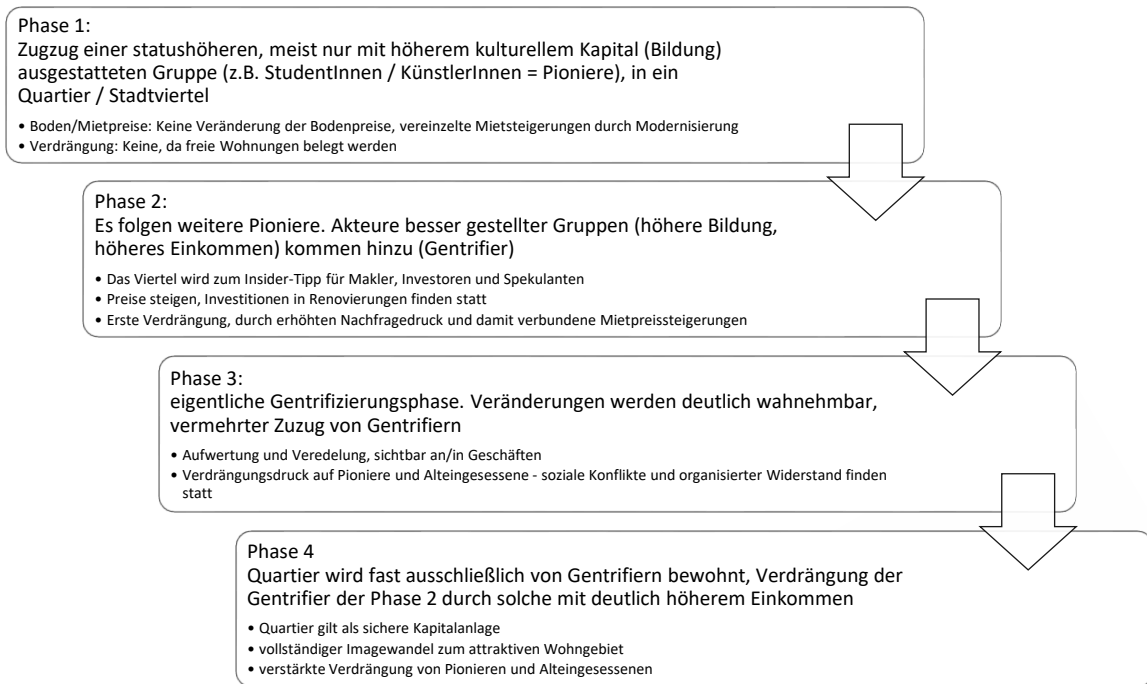 Phase 1:
Zugzug einer statushöheren, meist nur mit höherem kulturellem Kapital (Bildung)
ausgestatteten Gruppe (z.B. StudentInnen / KünstlerInnen = Pioniere), in ein
Quartier / Stadtviertel
• Boden/Mietpreise: Keine Veränderung der Bodenpreise, vereinzelte Mietsteigerungen durch Modernisierung
• Verdrängung: Keine, da freie Wohnungen belegt werden
Phase 2:
Es folgen weitere Pioniere. Akteure besser gestellter Gruppen (höhere Bildung,
höheres Einkommen) kommen hinzu (Gentrifier)
• Das Viertel wird zum Insider-Tipp für Makler, Investoren und Spekulanten
• Preise steigen, Investitionen in Renovierungen finden statt
• Erste Verdrängung, durch erhöhten Nachfragedruck und damit verbundene Mietpreissteigerungen
Phase 3:
eigentliche Gentrifizierungsphase. Veränderungen werden deutlich wahnehmbar,
vermehrter Zuzug von Gentrifiern
• Aufwertung und Veredelung, sichtbar an/in Geschäften
• Verdrängungsdruck auf Pioniere und Alteingesessene - soziale Konflikte und organisierter Widerstand finden
statt
Phase 4
Quartier wird fast ausschließlich von Gentrifiern bewohnt, Verdrängung der
Gentrifier der Phase 2 durch solche mit deutlich höherem Einkommen
• Quartier gilt als sichere Kapitalanlage
• vollständiger Imagewandel zum attraktiven Wohngebiet
• verstärkte Verdrängung von Pionieren und Alteingesessenen